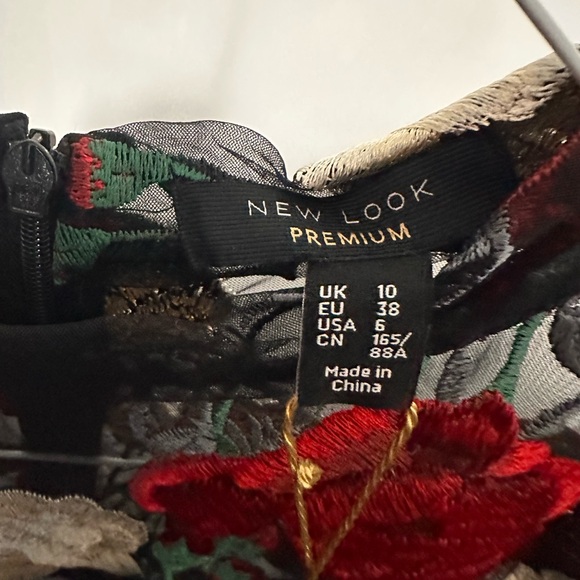 NEW LOOK
PREMIUM
UK 10
EU 38
USA 6
CN 165/
88A
Made in
China